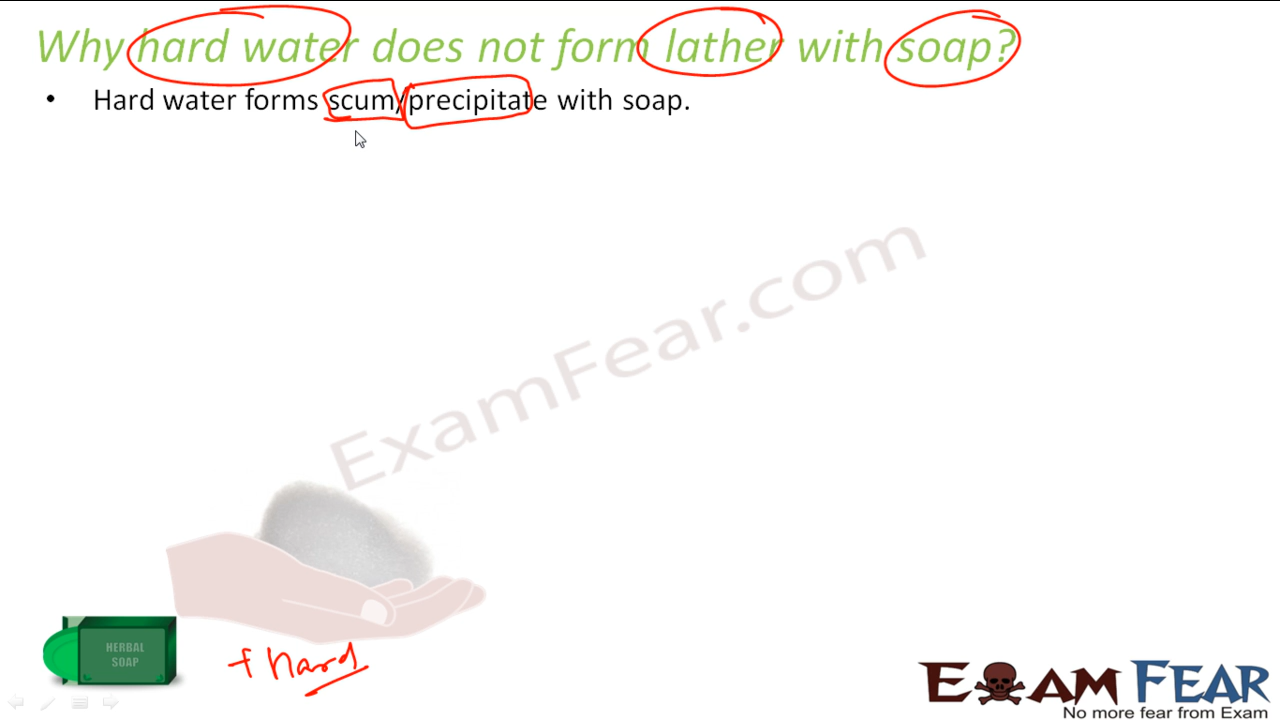 Why hard water does not form lather with soap?
• Hard water forms scum/precipitate with soap.
ExamFear.com
HERBAL
SOAP
+ hard
EXAM FEAR
No more fear from Exam